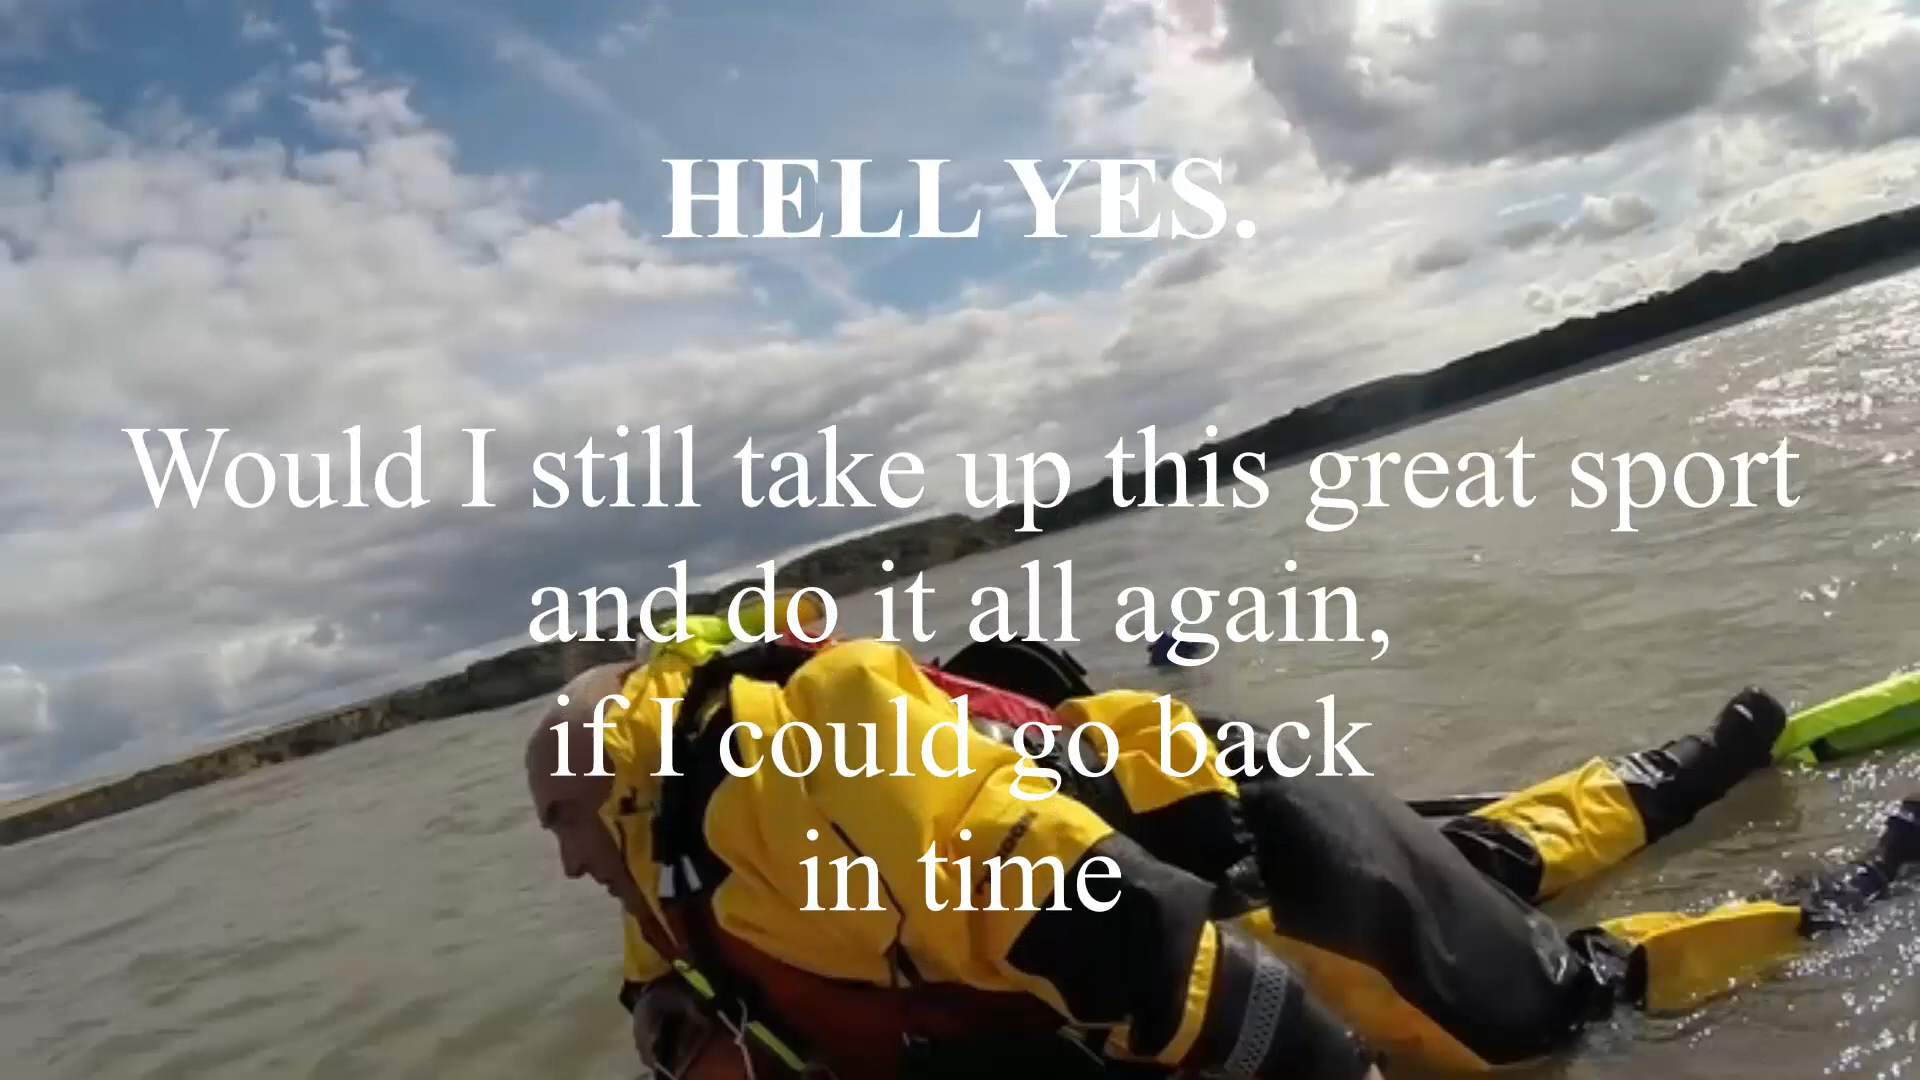 HELL YES.
Would I still take up this great sport
and do it all again,
if I could go back
in time